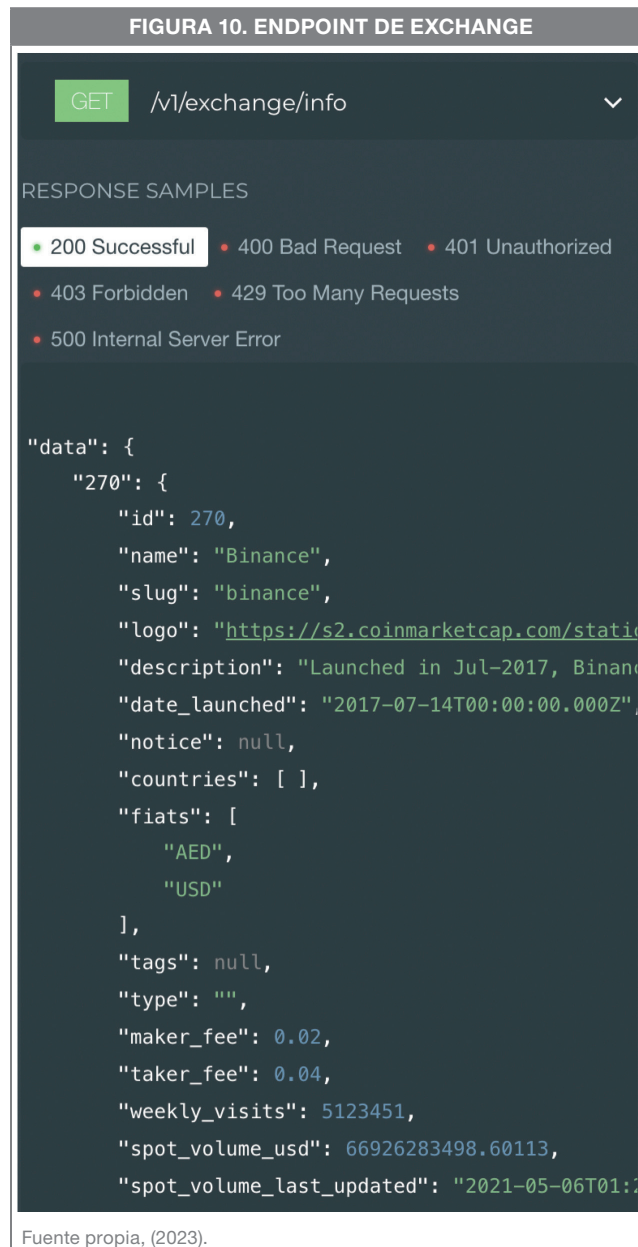 FIGURA 10. ENDPOINT DE EXCHANGE
GET /v1/exchange/info
RESPONSE SAMPLES
200 Successful 400 Bad Request 401 Unauthorized
403 Forbidden 429 Too Many Requests
500 Internal Server Error
"data": {
"270": {
"id": 270,
"name": "Binance",
"slug": "binance",
"logo": "https://s2.coinmarketcap.com/static
"description": "Launched in Jul-2017, Binanc
"date_launched": "2017-07-14T00:00:00.000Z",
"notice": null,
"countries": [ ],
"fiats": [
"AED",
"USD"
],
"tags": null,
"type": "",
"maker_fee": 0.02,
"taker_fee": 0.04,
"weekly_visits": 5123451,
"spot_volume_usd": 66926283498.60113,
"spot_volume_last_updated": "2021-05-06T01:2
Fuente propia, (2023).